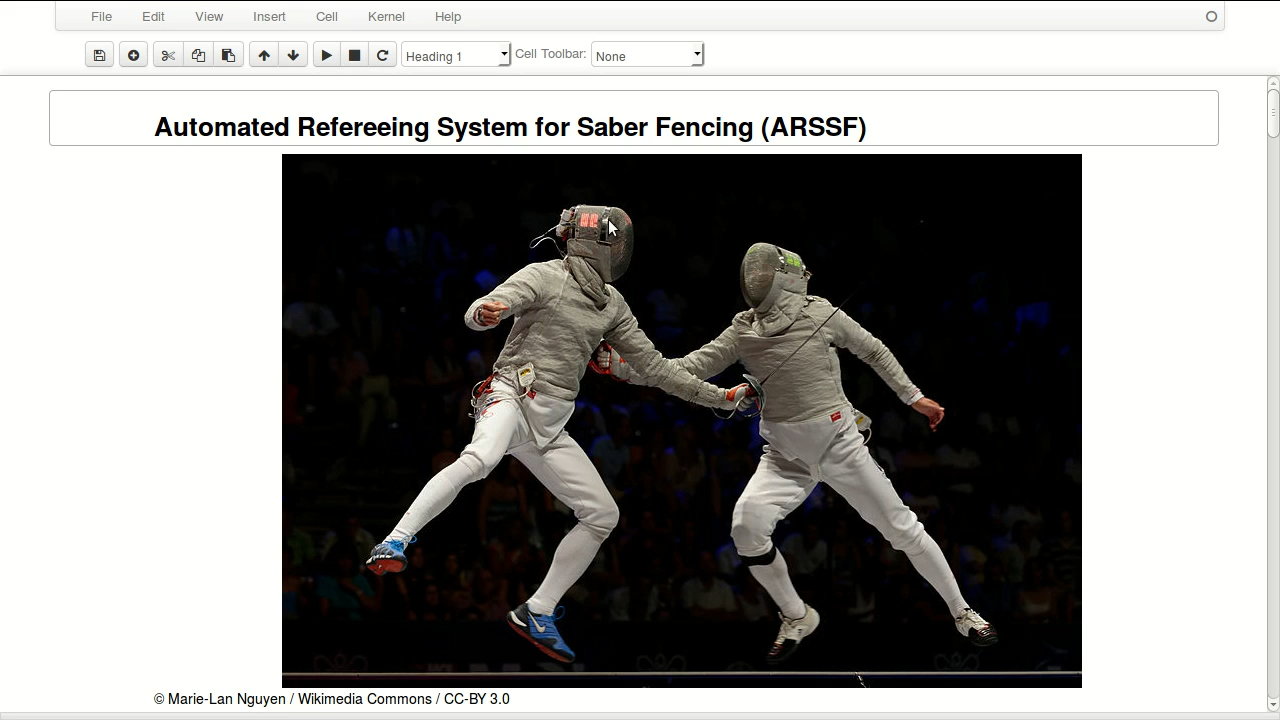 File Edit View Insert Cell Kernel Help
Heading 1 Cell Toolbar: None
Automated Refereeing System for Saber Fencing (ARSSF)
© Marie-Lan Nguyen / Wikimedia Commons / CC-BY 3.0